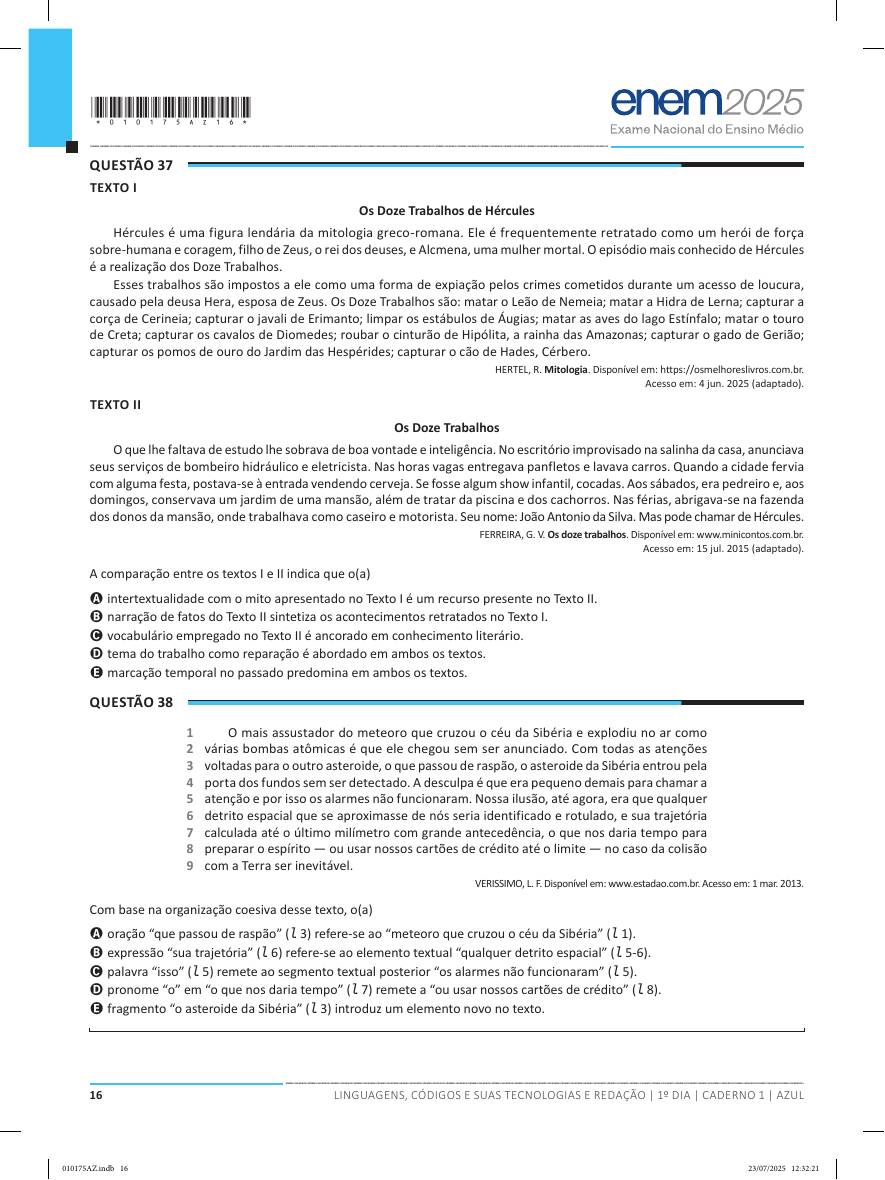 *010175AZ16*
enem2025
Exame Nacional do Ensino Médio
QUESTÃO 37
TEXTO I
Os Doze Trabalhos de Hércules
Hércules é uma figura lendária da mitologia greco-romana. Ele é frequentemente retratado como um herói de força
sobre-humana e coragem, filho de Zeus, o rei dos deuses, e Alcmena, uma mulher mortal. O episódio mais conhecido de Hércules
é a realização dos Doze Trabalhos.
Esses trabalhos são impostos a ele como uma forma de expiação pelos crimes cometidos durante um acesso de loucura,
causado pela deusa Hera, esposa de Zeus. Os Doze Trabalhos são: matar o Leão de Nemeia; matar a Hidra de Lerna; capturar a
corça de Cerineia; capturar o javali de Erimanto; limpar os estábulos de Áugias; matar as aves do lago Estínfalo; matar o touro
de Creta; capturar os cavalos de Diomedes; roubar o cinturão de Hipólita, a rainha das Amazonas; capturar o gado de Gerião;
capturar os pomos de ouro do Jardim das Hespérides; capturar o cão de Hades, Cérbero.
HERTEL, R. Mitologia. Disponível em: https://osmelhoreslivros.com.br.
Acesso em: 4 jun. 2025 (adaptado).
TEXTO II
Os Doze Trabalhos
O que lhe faltava de estudo lhe sobrava de boa vontade e inteligência. No escritório improvisado na salinha da casa, anunciava
seus serviços de bombeiro hidráulico e eletricista. Nas horas vagas entregava panfletos e lavava carros. Quando a cidade fervia
com alguma festa, postava-se à entrada vendendo cerveja. Se fosse algum show infantil, cocadas. Aos sábados, era pedreiro e, aos
domingos, conservava um jardim de uma mansão, além de tratar da piscina e dos cachorros. Nas férias, abrigava-se na fazenda
dos donos da mansão, onde trabalhava como caseiro e motorista. Seu nome: João Antonio da Silva. Mas pode chamar de Hércules.
FERREIRA, G. V. Os doze trabalhos. Disponível em: www.minicontos.com.br.
Acesso em: 15 jul. 2015 (adaptado).
A comparação entre os textos I e II indica que o(a)
A intertextualidade com o mito apresentado no Texto I é um recurso presente no Texto II.
B narração de fatos do Texto II sintetiza os acontecimentos retratados no Texto I.
C vocabulário empregado no Texto II é ancorado em conhecimento literário.
D tema do trabalho como reparação é abordado em ambos os textos.
E marcação temporal no passado predomina em ambos os textos.
QUESTÃO 38
1 O mais assustador do meteoro que cruzou o céu da Sibéria e explodiu no ar como
2 várias bombas atômicas é que ele chegou sem ser anunciado. Com todas as atenções
3 voltadas para o outro asteroide, o que passou de raspão, o asteroide da Sibéria entrou pela
4 porta dos fundos sem ser detectado. A desculpa é que era pequeno demais para chamar a
5 atenção e por isso os alarmes não funcionaram. Nossa ilusão, até agora, era que qualquer
6 detrito espacial que se aproximasse de nós seria identificado e rotulado, e sua trajetória
7 calculada até o último milímetro com grande antecedência, o que nos daria tempo para
8 preparar o espírito — ou usar nossos cartões de crédito até o limite — no caso da colisão
9 com a Terra ser inevitável.
VERISSIMO, L. F. Disponível em: www.estadao.com.br. Acesso em: 1 mar. 2013.
Com base na organização coesiva desse texto, o(a)
A oração “que passou de raspão” (l 3) refere-se ao “meteoro que cruzou o céu da Sibéria” (l 1).
B expressão “sua trajetória” (l 6) refere-se ao elemento textual “qualquer detrito espacial” (l 5-6).
C palavra “isso” (l 5) remete ao segmento textual posterior “os alarmes não funcionaram” (l 5).
D pronome “o” em “o que nos daria tempo” (l 7) remete a “ou usar nossos cartões de crédito” (l 8).
E fragmento “o asteroide da Sibéria” (l 3) introduz um elemento novo no texto.
16
LINGUAGENS, CÓDIGOS E SUAS TECNOLOGIAS E REDAÇÃO | 1º DIA | CADERNO 1 | AZUL
010175AZ.indb 16
23/07/2025 12:32:21